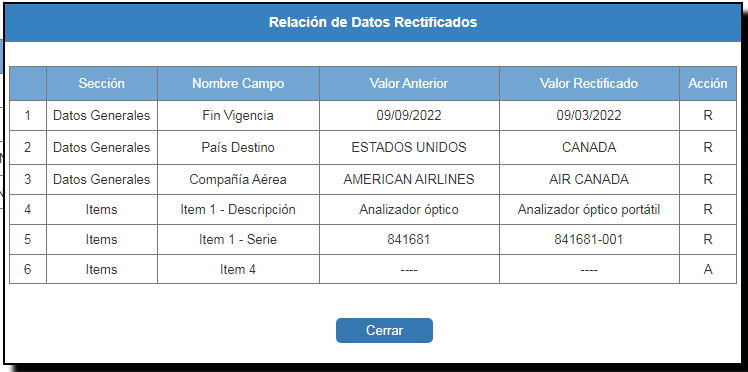 Relación de Datos Rectificados
Sección Nombre Campo Valor Anterior Valor Rectificado Acción
1 Datos Generales Fin Vigencia 09/09/2022 09/03/2022 R
2 Datos Generales País Destino ESTADOS UNIDOS CANADA R
3 Datos Generales Compañía Aérea AMERICAN AIRLINES AIR CANADA R
4 Items Item 1 - Descripción Analizador óptico Analizador óptico portátil R
5 Items Item 1 - Serie 841681 841681-001 R
6 Items Item 4 ---- ---- A
Cerrar